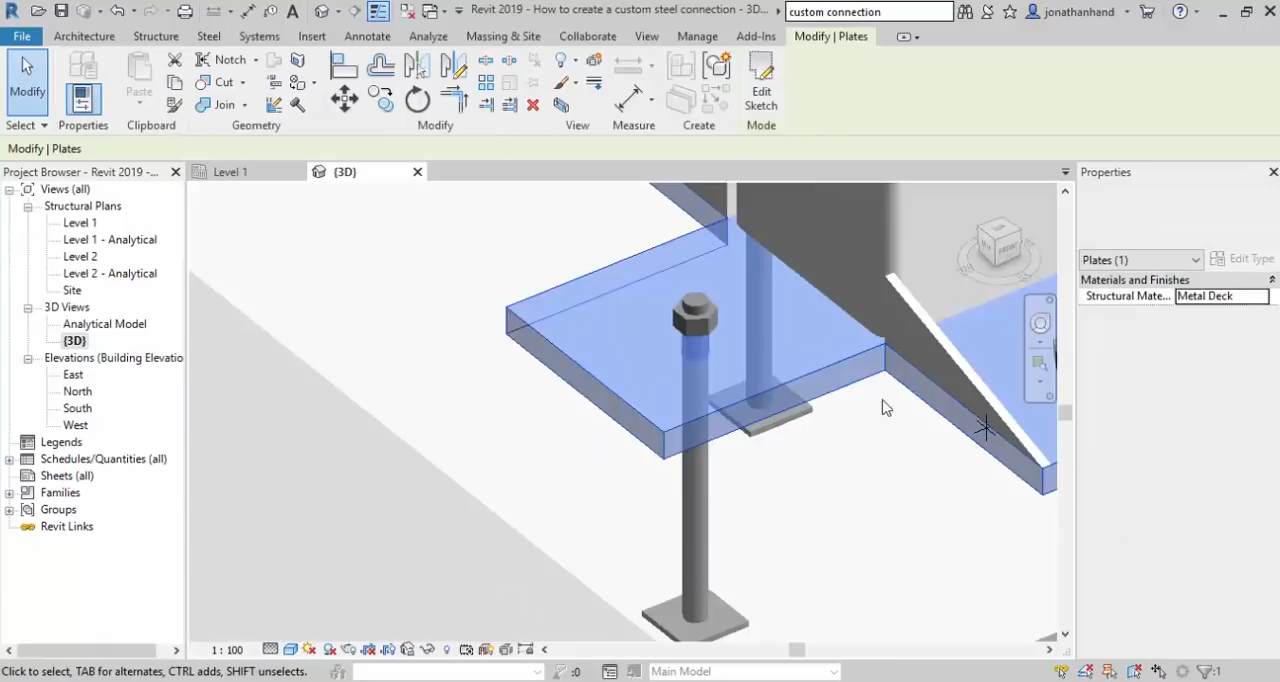 Revit 2019 - How to create a custom steel connection - 3D...
custom connection
jonathanhand
File Architecture Structure Steel Systems Insert Annotate Analyze Massing & Site Collaborate View Manage Add-Ins Modify | Plates
Modify
Paste
Notch
Cut
Join
Edit Sketch
Select Properties Clipboard Geometry Modify View Measure Create Mode
Modify | Plates
Project Browser - Revit 2019 -...
Level 1
{3D}
Properties
Views (all)
Structural Plans
Level 1
Level 1 - Analytical
Level 2
Level 2 - Analytical
Site
3D Views
Analytical Model
{3D}
Elevations (Building Elevatio
East
North
South
West
Legends
Schedules/Quantities (all)
Sheets (all)
Families
Groups
Revit Links
FRONT
Plates (1)
Edit Type
Materials and Finishes
Structural Mate... Metal Deck
1 : 100
Click to select, TAB for alternates, CTRL adds, SHIFT unselects.
:0
Main Model
:1